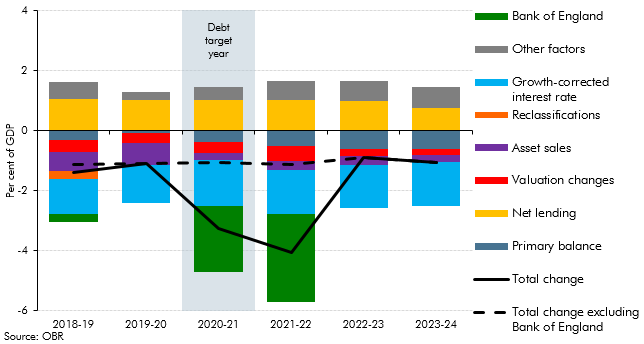 4
2
0
-2
-4
-6
Per cent of GDP
Debt
target
year
2018-19 2019-20 2020-21 2021-22 2022-23 2023-24
Source: OBR
Bank of England
Other factors
Growth-corrected
interest rate
Reclassifications
Asset sales
Valuation changes
Net lending
Primary balance
Total change
Total change excluding
Bank of England